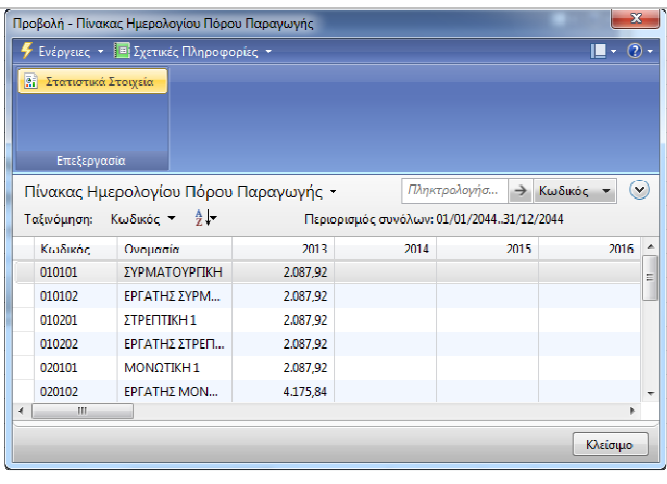 Προβολή - Πίνακας Ημερολογίου Πόρου Παραγωγής
Ενέργειες Σχετικές Πληροφορίες
Στατιστικά Στοιχεία
Επεξεργασία
Πίνακας Ημερολογίου Πόρου Παραγωγής Πληκτρολογήσ... Κωδικός
Ταξινόμηση: Κωδικός Περιορισμός συνόλων: 01/01/2044..31/12/2044
Κωδικός Ονομασία 2013 2014 2015 2016
010101 ΣΥΡΜΑΤΟΥΡΓΙΚΗ 2.087,92
010102 ΕΡΓΑΤΗΣ ΣΥΡΜ... 2.087,92
010201 ΣΤΡΕΠΤΙΚΗ 1 2.087,92
010202 ΕΡΓΑΤΗΣ ΣΤΡΕΠ... 2.087,92
020101 ΜΟΝΩΤΙΚΗ 1 2.087,92
020102 ΕΡΓΑΤΗΣ ΜΟΝ... 4.175,84
Κλείσιμο